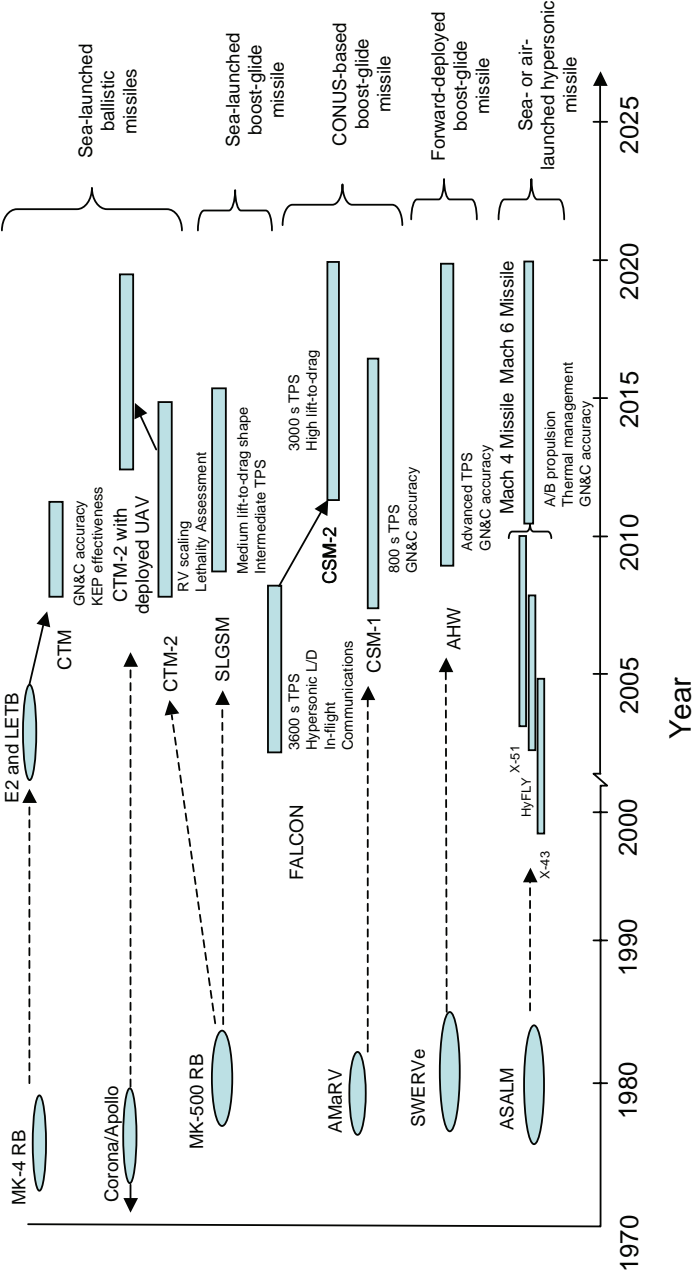 MK-4 RB
E2 and LETB
CTM
GN&C accuracy
KEP effectiveness
Sea-launched
ballistic
missiles
Corona/Apollo
CTM-2 with
deployed UAV
CTM-2
RV scaling
Lethality Assessment
MK-500 RB
SLGSM
Medium lift-to-drag shape
Intermediate TPS
Sea-launched
boost-glide
missile
FALCON
3600 s TPS
Hypersonic L/D
In-flight
Communications
CSM-2
3000 s TPS
High lift-to-drag
CONUS-based
boost-glide
missile
AMaRV
CSM-1
800 s TPS
GN&C accuracy
SWERVe
AHW
Advanced TPS
GN&C accuracy
Forward-deployed
boost-glide
missile
ASALM
X-43
HyFLY
X-51
Mach 4 Missile
Mach 6 Missile
A/B propulsion
Thermal management
GN&C accuracy
Sea- or air-
launched hypersonic
missile
1970
1980
1990
2000
2005
2010
2015
2020
2025
Year